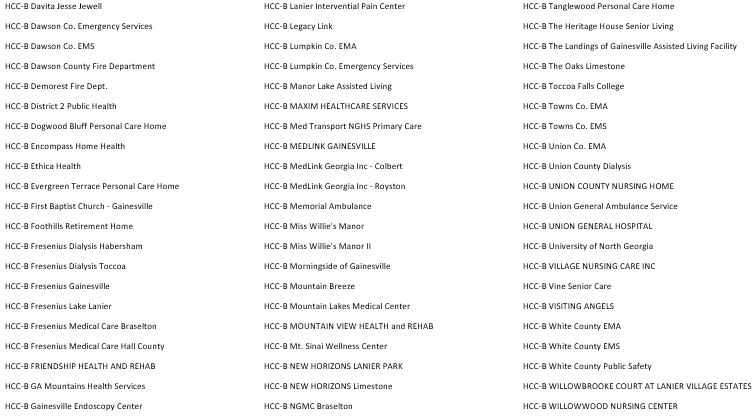 HCC-B Davita Jesse Jewell
HCC-B Dawson Co. Emergency Services
HCC-B Dawson Co. EMS
HCC-B Dawson County Fire Department
HCC-B Demorest Fire Dept.
HCC-B District 2 Public Health
HCC-B Dogwood Bluff Personal Care Home
HCC-B Encompass Home Health
HCC-B Ethica Health
HCC-B Evergreen Terrace Personal Care Home
HCC-B First Baptist Church - Gainesville
HCC-B Foothills Retirement Home
HCC-B Fresenius Dialysis Habersham
HCC-B Fresenius Dialysis Toccoa
HCC-B Fresenius Gainesville
HCC-B Fresenius Lake Lanier
HCC-B Fresenius Medical Care Braselton
HCC-B Fresenius Medical Care Hall County
HCC-B FRIENDSHIP HEALTH AND REHAB
HCC-B GA Mountains Health Services
HCC-B Gainesville Endoscopy Center
HCC-B Lanier Intervential Pain Center
HCC-B Legacy Link
HCC-B Lumpkin Co. EMA
HCC-B Lumpkin Co. Emergency Services
HCC-B Manor Lake Assisted Living
HCC-B MAXIM HEALTHCARE SERVICES
HCC-B Med Transport NGHS Primary Care
HCC-B MEDLINK GAINESVILLE
HCC-B MedLink Georgia Inc - Colbert
HCC-B MedLink Georgia Inc - Royston
HCC-B Memorial Ambulance
HCC-B Miss Willie's Manor
HCC-B Miss Willie's Manor II
HCC-B Morningside of Gainesville
HCC-B Mountain Breeze
HCC-B Mountain Lakes Medical Center
HCC-B MOUNTAIN VIEW HEALTH and REHAB
HCC-B Mt. Sinai Wellness Center
HCC-B NEW HORIZONS LANIER PARK
HCC-B NEW HORIZONS Limestone
HCC-B NGMC Braselton
HCC-B Tanglewood Personal Care Home
HCC-B The Heritage House Senior Living
HCC-B The Landings of Gainesville Assisted Living Facility
HCC-B The Oaks Limestone
HCC-B Toccoa Falls College
HCC-B Towns Co. EMA
HCC-B Towns Co. EMS
HCC-B Union Co. EMA
HCC-B Union County Dialysis
HCC-B UNION COUNTY NURSING HOME
HCC-B Union General Ambulance Service
HCC-B UNION GENERAL HOSPITAL
HCC-B University of North Georgia
HCC-B VILLAGE NURSING CARE INC
HCC-B Vine Senior Care
HCC-B VISITING ANGELS
HCC-B White County EMA
HCC-B White County EMS
HCC-B White County Public Safety
HCC-B WILLOWBROOKE COURT AT LANIER VILLAGE ESTATES
HCC-B WILLOWWOOD NURSING CENTER